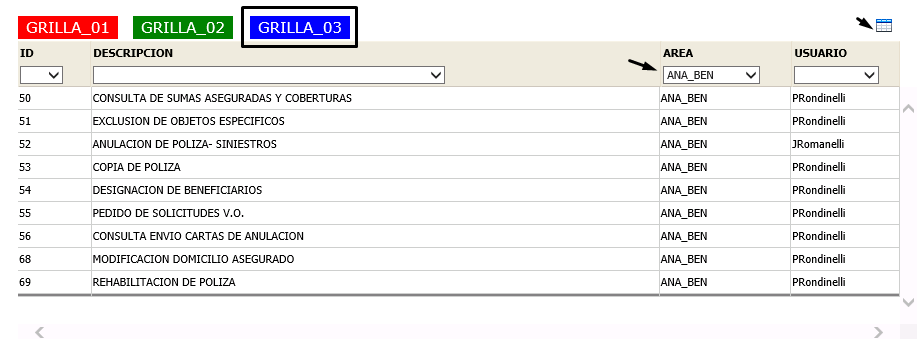 GRILLA_01 GRILLA_02 GRILLA_03
ID DESCRIPCION AREA USUARIO
ANA_BEN
50 CONSULTA DE SUMAS ASEGURADAS Y COBERTURAS ANA_BEN PRondinelli
51 EXCLUSION DE OBJETOS ESPECIFICOS ANA_BEN PRondinelli
52 ANULACION DE POLIZA- SINIESTROS ANA_BEN JRomanelli
53 COPIA DE POLIZA ANA_BEN PRondinelli
54 DESIGNACION DE BENEFICIARIOS ANA_BEN PRondinelli
55 PEDIDO DE SOLICITUDES V.O. ANA_BEN PRondinelli
56 CONSULTA ENVIO CARTAS DE ANULACION ANA_BEN PRondinelli
68 MODIFICACION DOMICILIO ASEGURADO ANA_BEN PRondinelli
69 REHABILITACION DE POLIZA ANA_BEN PRondinelli